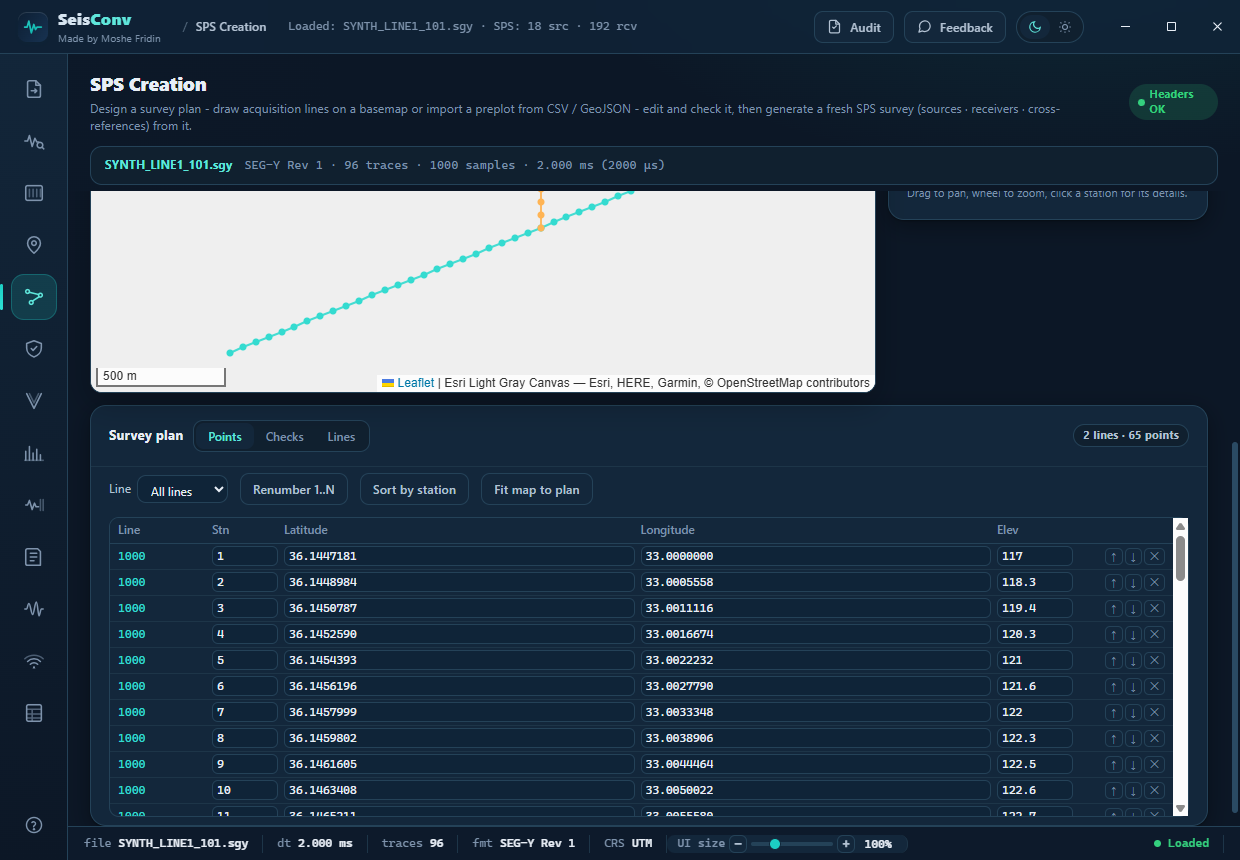 SeisConv
Made by Moshe Fridin
/ SPS Creation
Loaded: SYNTH_LINE1_101.sgy · SPS: 18 src · 192 rcv
Audit
Feedback
SPS Creation
Design a survey plan - draw acquisition lines on a basemap or import a preplot from CSV / GeoJSON - edit and check it, then generate a fresh SPS survey (sources · receivers · cross-
references) from it.
Headers
OK
SYNTH_LINE1_101.sgy SEG-Y Rev 1 · 96 traces · 1000 samples · 2.000 ms (2000 µs)
Drag to pan, wheel to zoom, click a station for its details.
500 m
Leaflet | Esri Light Gray Canvas — Esri, HERE, Garmin, © OpenStreetMap contributors
Survey plan Points Checks Lines
2 lines · 65 points
Line All lines Renumber 1..N Sort by station Fit map to plan
Line Stn Latitude Longitude Elev
1000 1 36.1447181 33.0000000 117 ↑ ↓ ×
1000 2 36.1448984 33.0005558 118.3 ↑ ↓ ×
1000 3 36.1450787 33.0011116 119.4 ↑ ↓ ×
1000 4 36.1452590 33.0016674 120.3 ↑ ↓ ×
1000 5 36.1454393 33.0022232 121 ↑ ↓ ×
1000 6 36.1456196 33.0027790 121.6 ↑ ↓ ×
1000 7 36.1457999 33.0033348 122 ↑ ↓ ×
1000 8 36.1459802 33.0038906 122.3 ↑ ↓ ×
1000 9 36.1461605 33.0044464 122.5 ↑ ↓ ×
1000 10 36.1463408 33.0050022 122.6 ↑ ↓ ×
file SYNTH_LINE1_101.sgy dt 2.000 ms traces 96 fmt SEG-Y Rev 1 CRS UTM UI size − + 100% Loaded